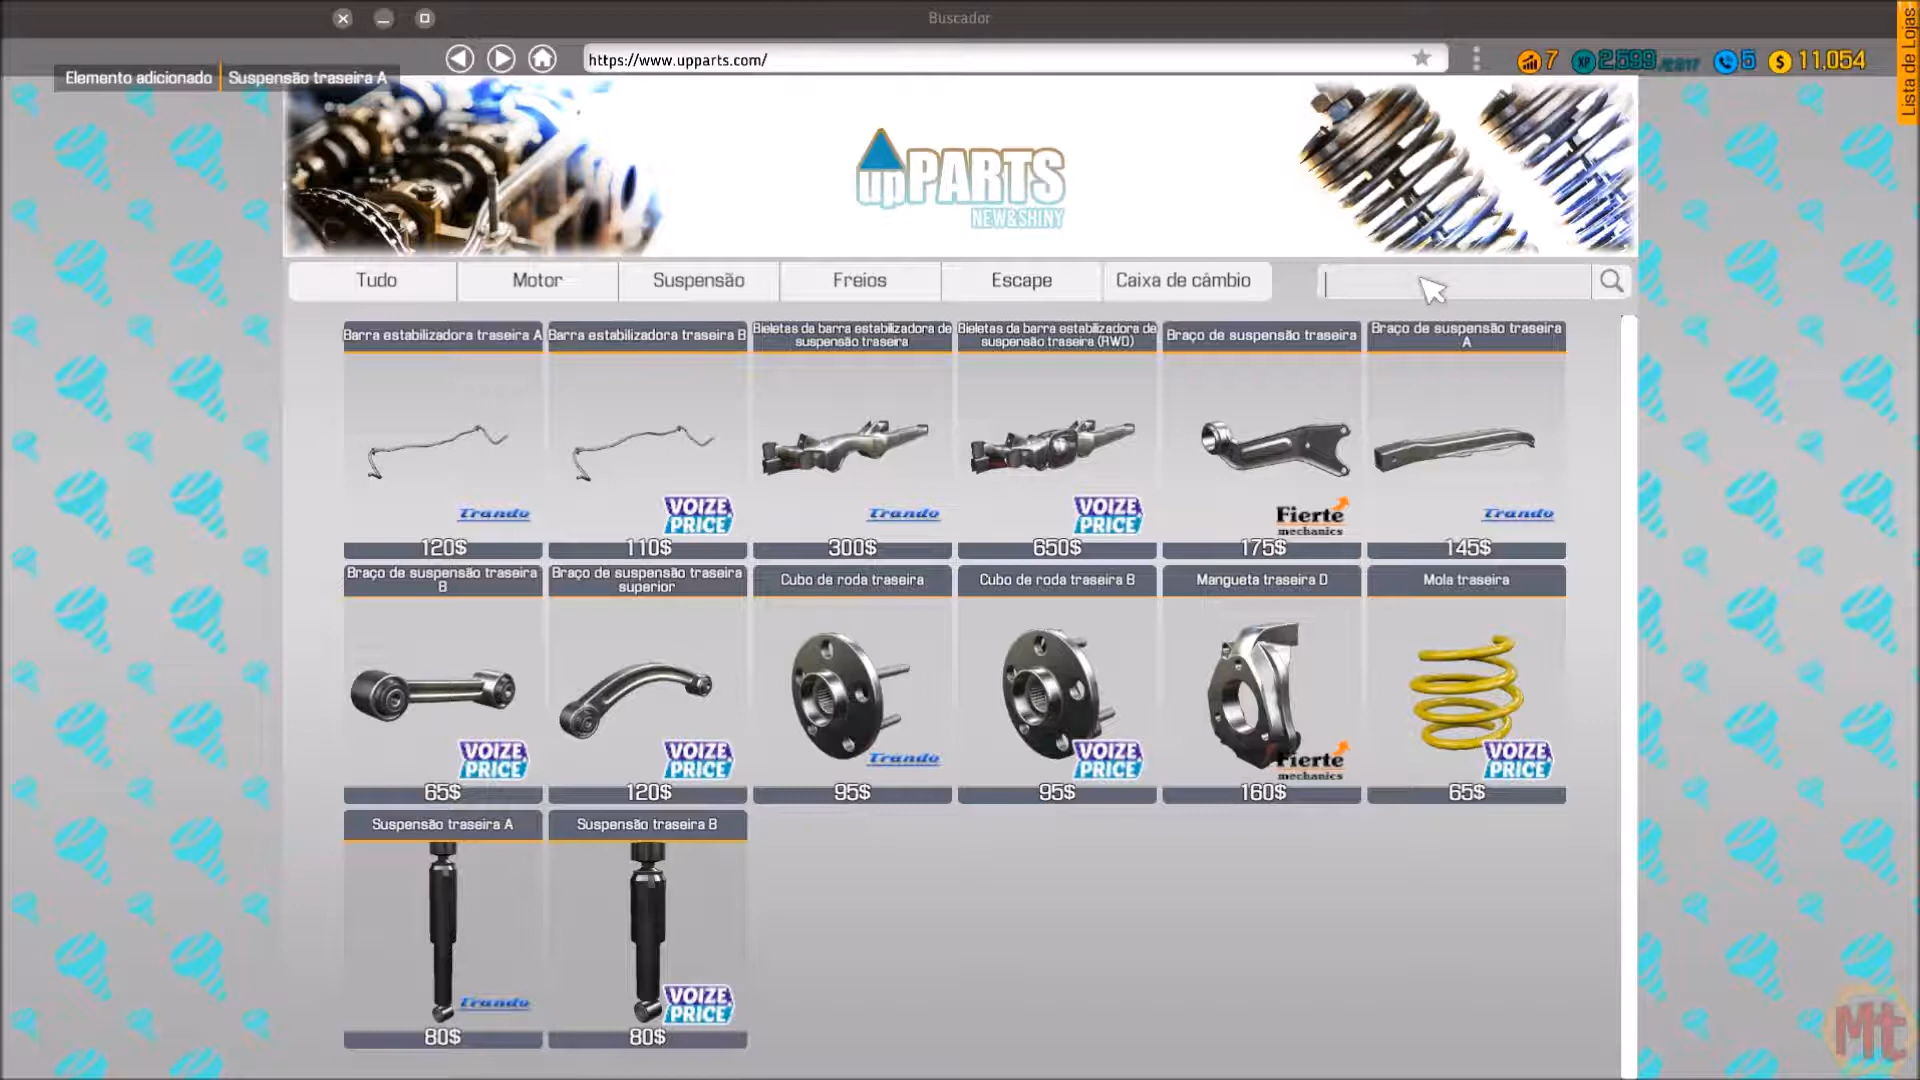 Buscador
https://www.upparts.com/
7
XP 2,599/2817
5
$ 11,054
Lista de Lojas
Elemento adicionado Suspensão traseira A
upPARTS
NEW&SHINY
Tudo Motor Suspensão Freios Escape Caixa de câmbio
Barra estabilizadora traseira A
Trando
120$
Barra estabilizadora traseira B
VOIZE
PRICE
110$
Bieletas da barra estabilizadora de
suspensão traseira
Trando
300$
Bieletas da barra estabilizadora de
suspensão traseira (RWD)
VOIZE
PRICE
650$
Braço de suspensão traseira
Fierte
mechanics
175$
Braço de suspensão traseira
A
Trando
145$
Braço de suspensão traseira
B
VOIZE
PRICE
65$
Braço de suspensão traseira
superior
VOIZE
PRICE
120$
Cubo de roda traseira
Trando
95$
Cubo de roda traseira B
VOIZE
PRICE
95$
Mangueta traseira D
Fierte
mechanics
160$
Mola traseira
VOIZE
PRICE
65$
Suspensão traseira A
Trando
80$
Suspensão traseira B
VOIZE
PRICE
80$
Mt